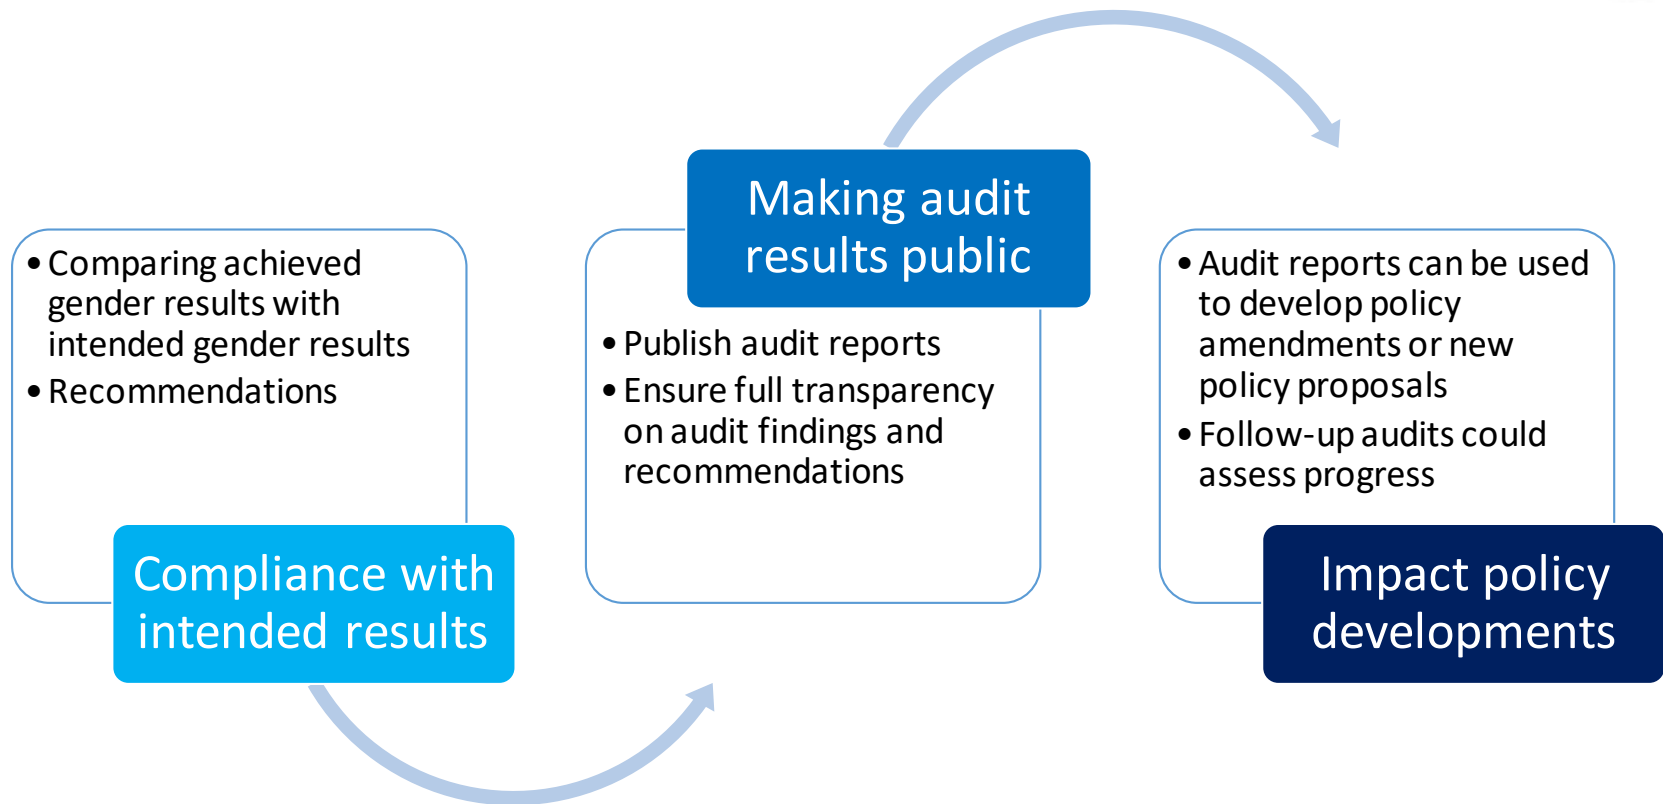 • Comparing achieved
gender results with
intended gender results
• Recommendations
Compliance with
intended results
Making audit
results public
• Publish audit reports
• Ensure full transparency
on audit findings and
recommendations
• Audit reports can be used
to develop policy
amendments or new
policy proposals
• Follow-up audits could
assess progress
Impact policy
developments